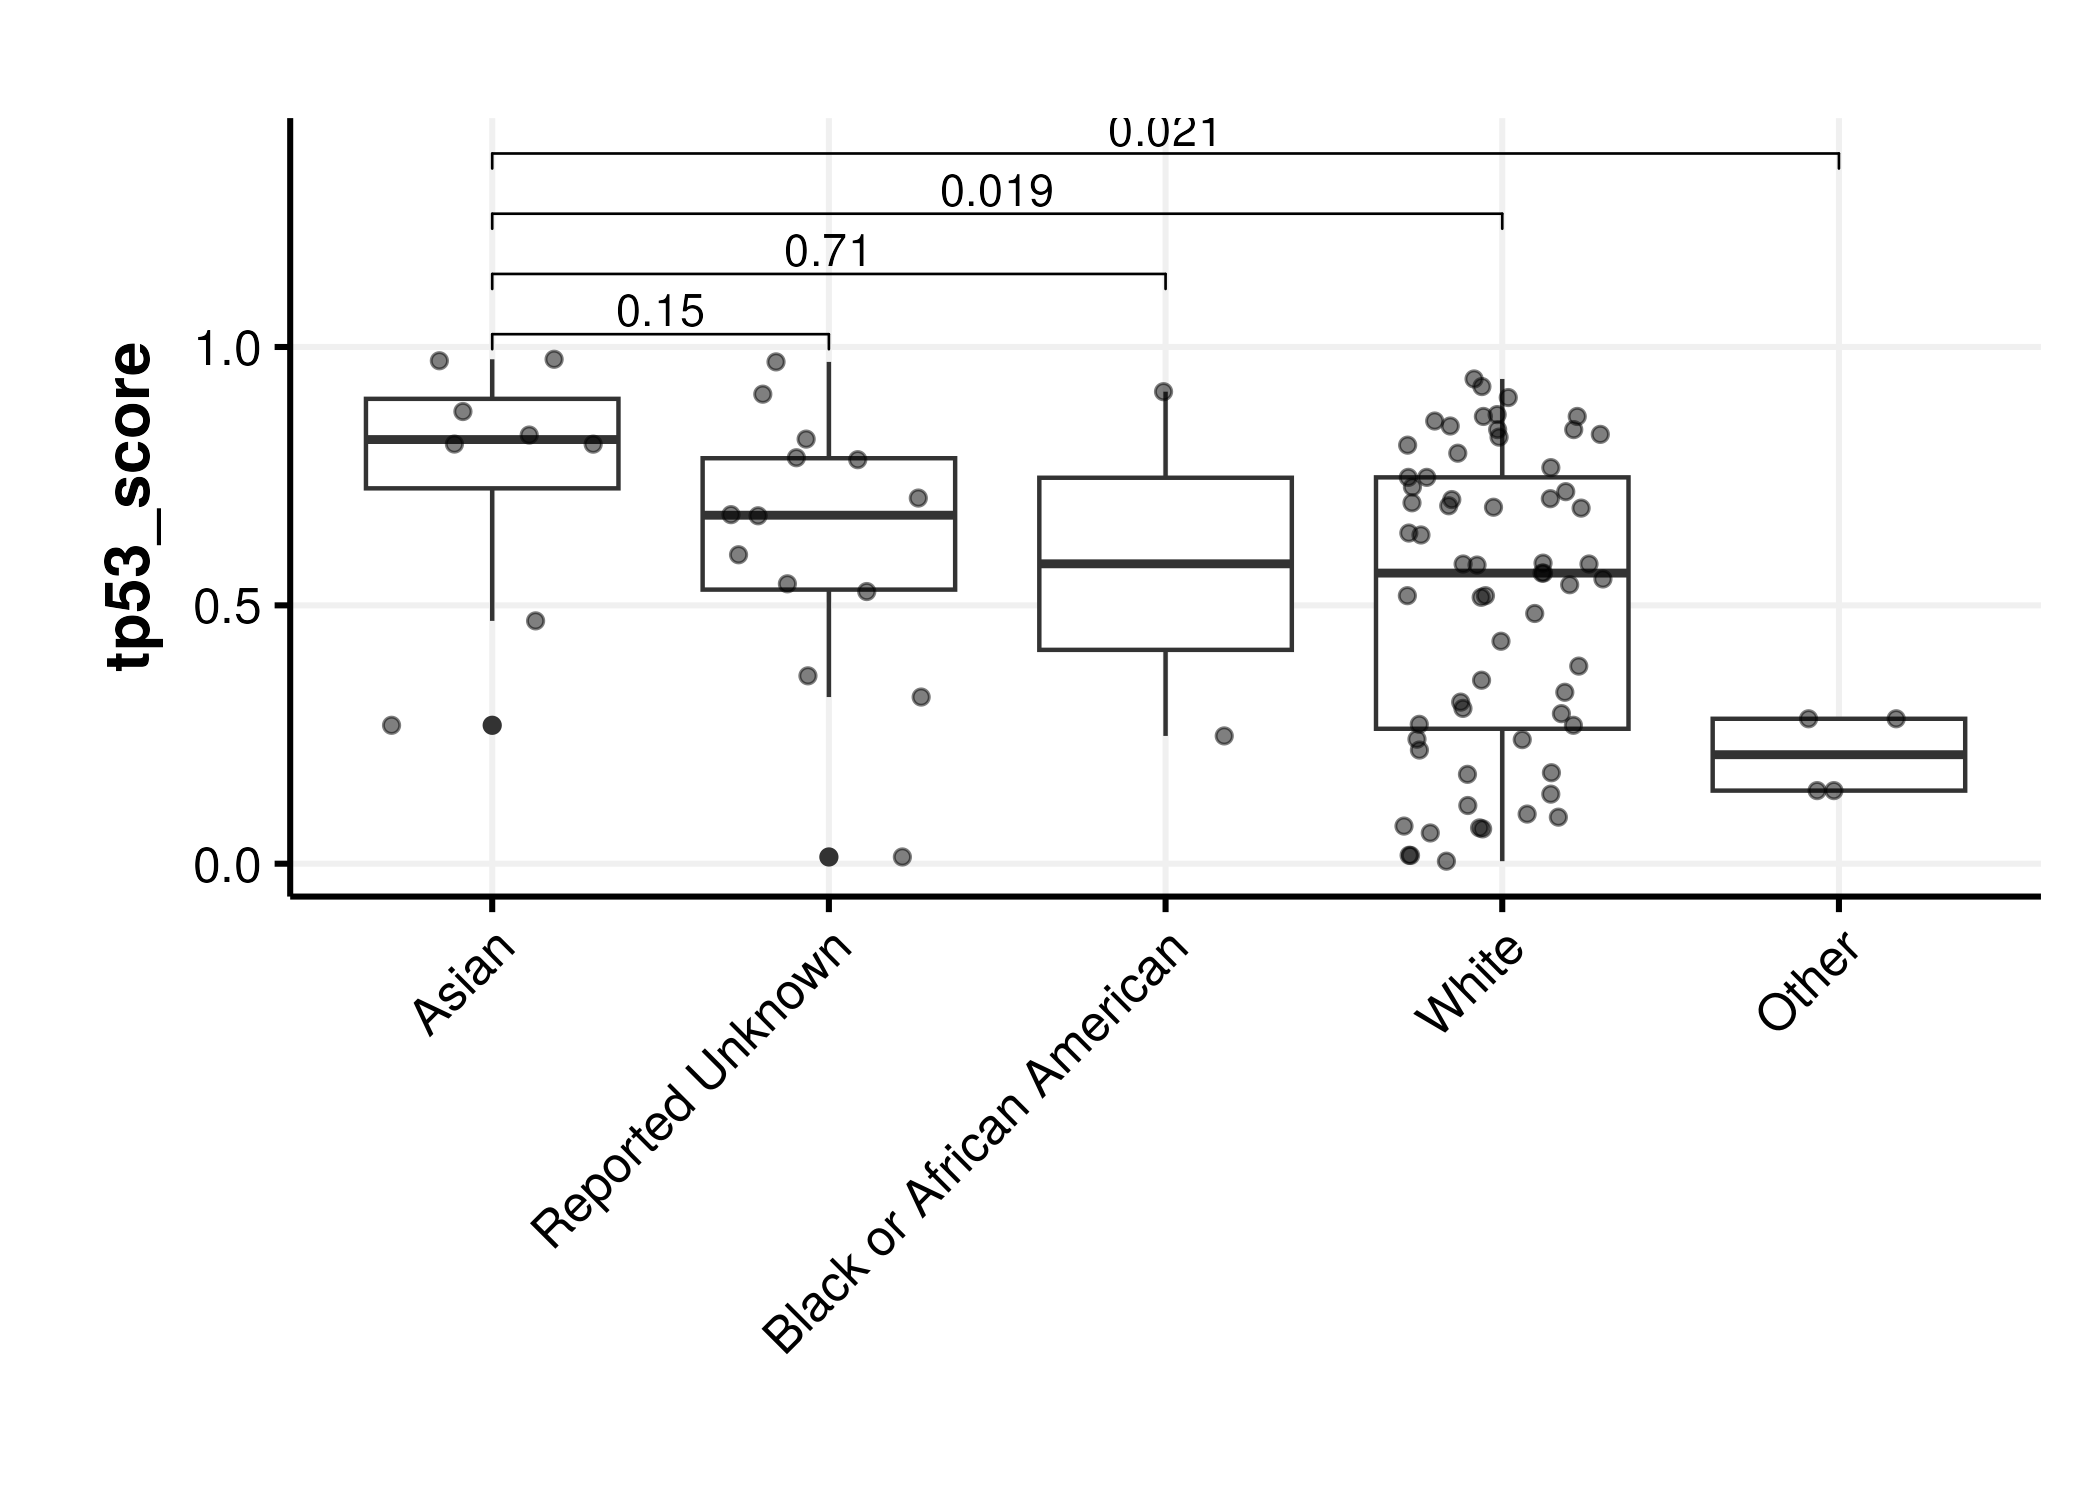 0.021
0.019
0.71
0.15
1.0
0.5
0.0
tp53_score
Asian
Reported Unknown
Black or African American
White
Other